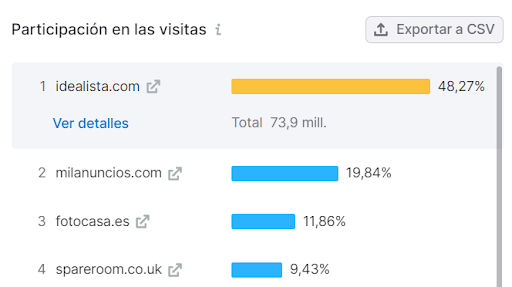 Participación en las visitas i
Exportar a CSV
1 idealista.com 48,27%
Ver detalles Total 73,9 mill.
2 milanuncios.com 19,84%
3 fotocasa.es 11,86%
4 spareroom.co.uk 9,43%